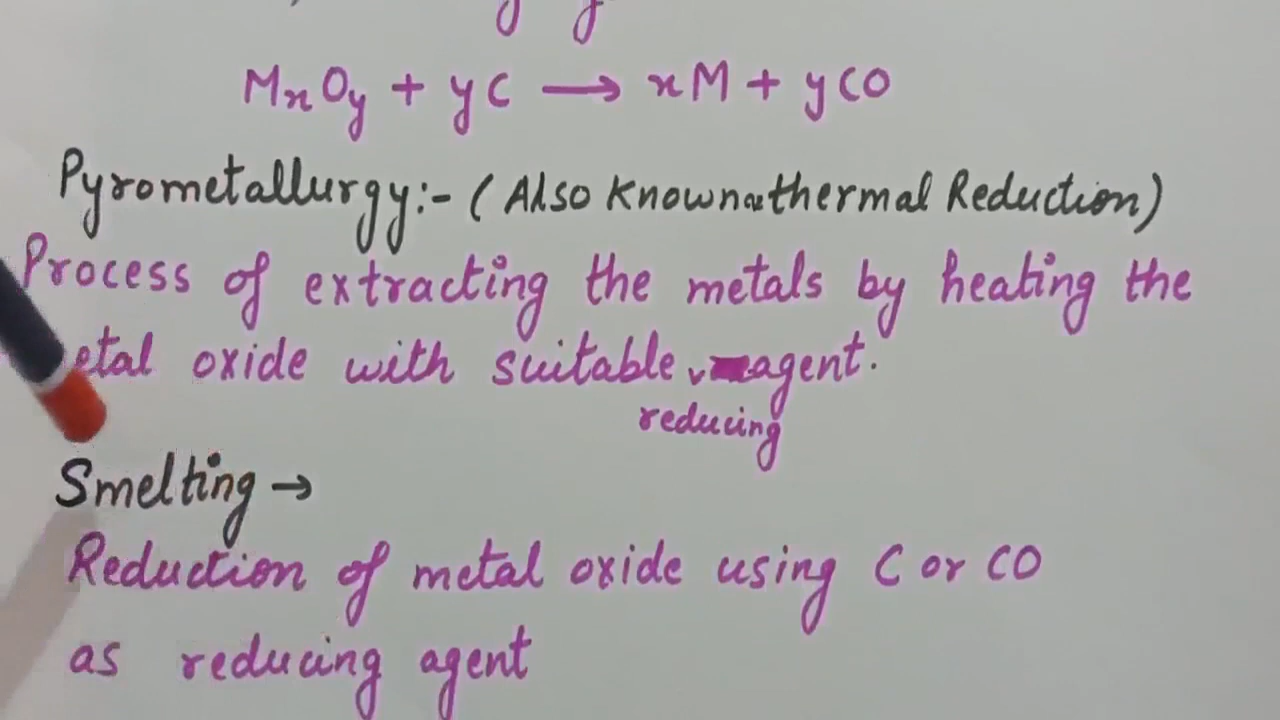 MxOy + yC → xM + yCO
Pyrometallurgy:- (Also Known as thermal Reduction)
Process of extracting the metals by heating the
etal oxide with suitable agent.
reducing
Smelting →
Reduction of metal oxide using C or CO
as reducing agent